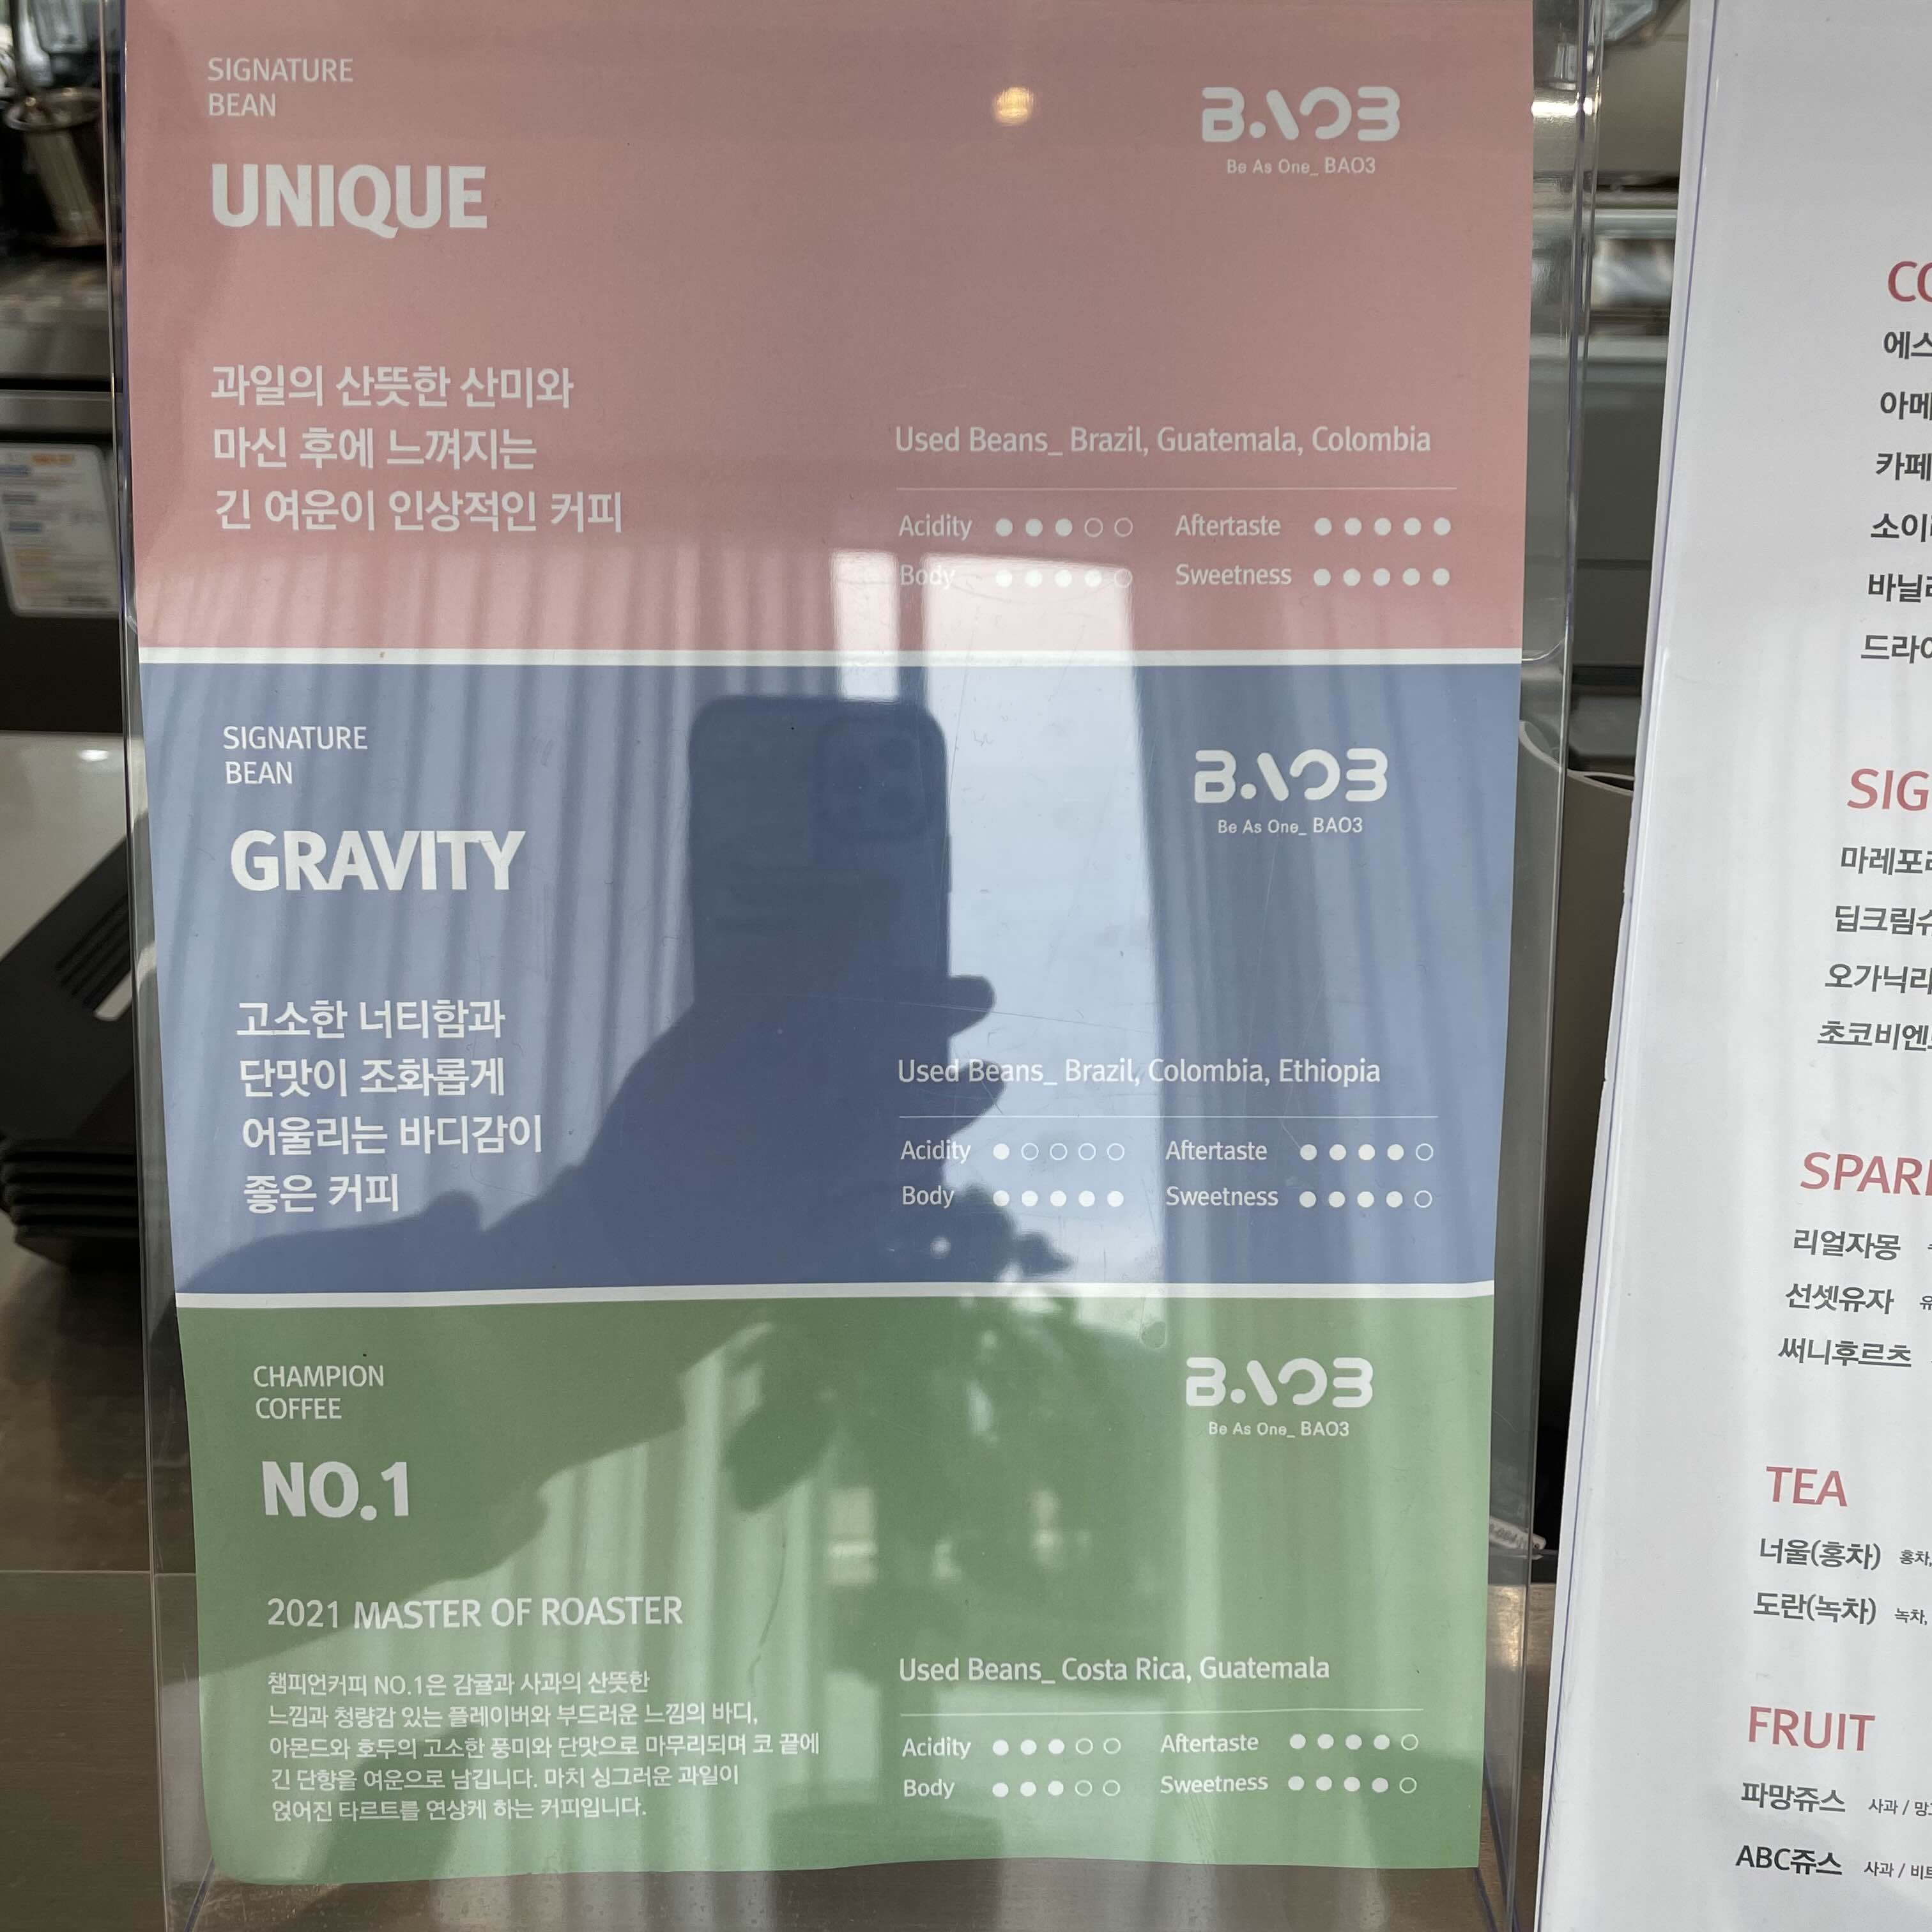 SIGNATURE
BEAN
UNIQUE
BAO3
Be As One_ BAO3
과일의 산뜻한 산미와
마신 후에 느껴지는
긴 여운이 인상적인 커피
Used Beans_ Brazil, Guatemala, Colombia
Acidity ●●●○○ Aftertaste ●●●●●
Body ●●●●○ Sweetness ●●●●●
SIGNATURE
BEAN
GRAVITY
BAO3
Be As One_ BAO3
고소한 너티함과
단맛이 조화롭게
어울리는 바디감이
좋은 커피
Used Beans_ Brazil, Colombia, Ethiopia
Acidity ●○○○○ Aftertaste ●●●●○
Body ●●●●● Sweetness ●●●●○
CHAMPION
COFFEE
NO.1
BAO3
Be As One_ BAO3
2021 MASTER OF ROASTER
챔피언커피 NO.1은 감귤과 사과의 산뜻한
느낌과 청량감 있는 플레이버와 부드러운 느낌의 바디,
아몬드와 호두의 고소한 풍미와 단맛으로 마무리되며 코 끝에
긴 단향을 여운으로 남깁니다. 마치 싱그러운 과일이
얹어진 타르트를 연상케 하는 커피입니다.
Used Beans_ Costa Rica, Guatemala
Acidity ●●●○○ Aftertaste ●●●●○
Body ●●●○○ Sweetness ●●●●○
CO
에스
아메
카페
소이
바닐
드라이
SIG
마레포
딥크림슈
오가닉
초코비엔
SPAR
리얼자몽
선셋유자
써니후르츠
TEA
너울(홍차) 홍차,
도란(녹차) 녹차,
FRUIT
파망쥬스 사과 / 망
ABC쥬스 사과 / 비트